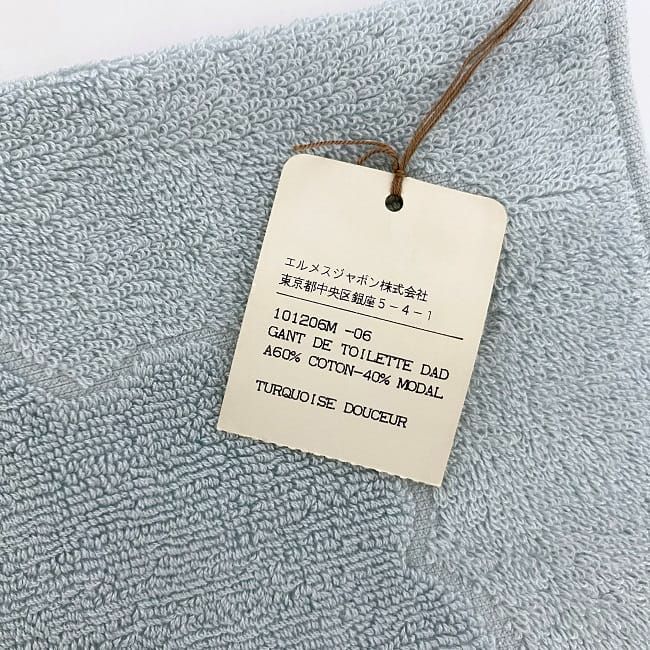 エルメスジャポン株式会社
東京都中央区銀座5-4-1
101206M -06
GANT DE TOILETTE DAD
A60% COTON-40% MODAL
TURQUOISE DOUCEUR